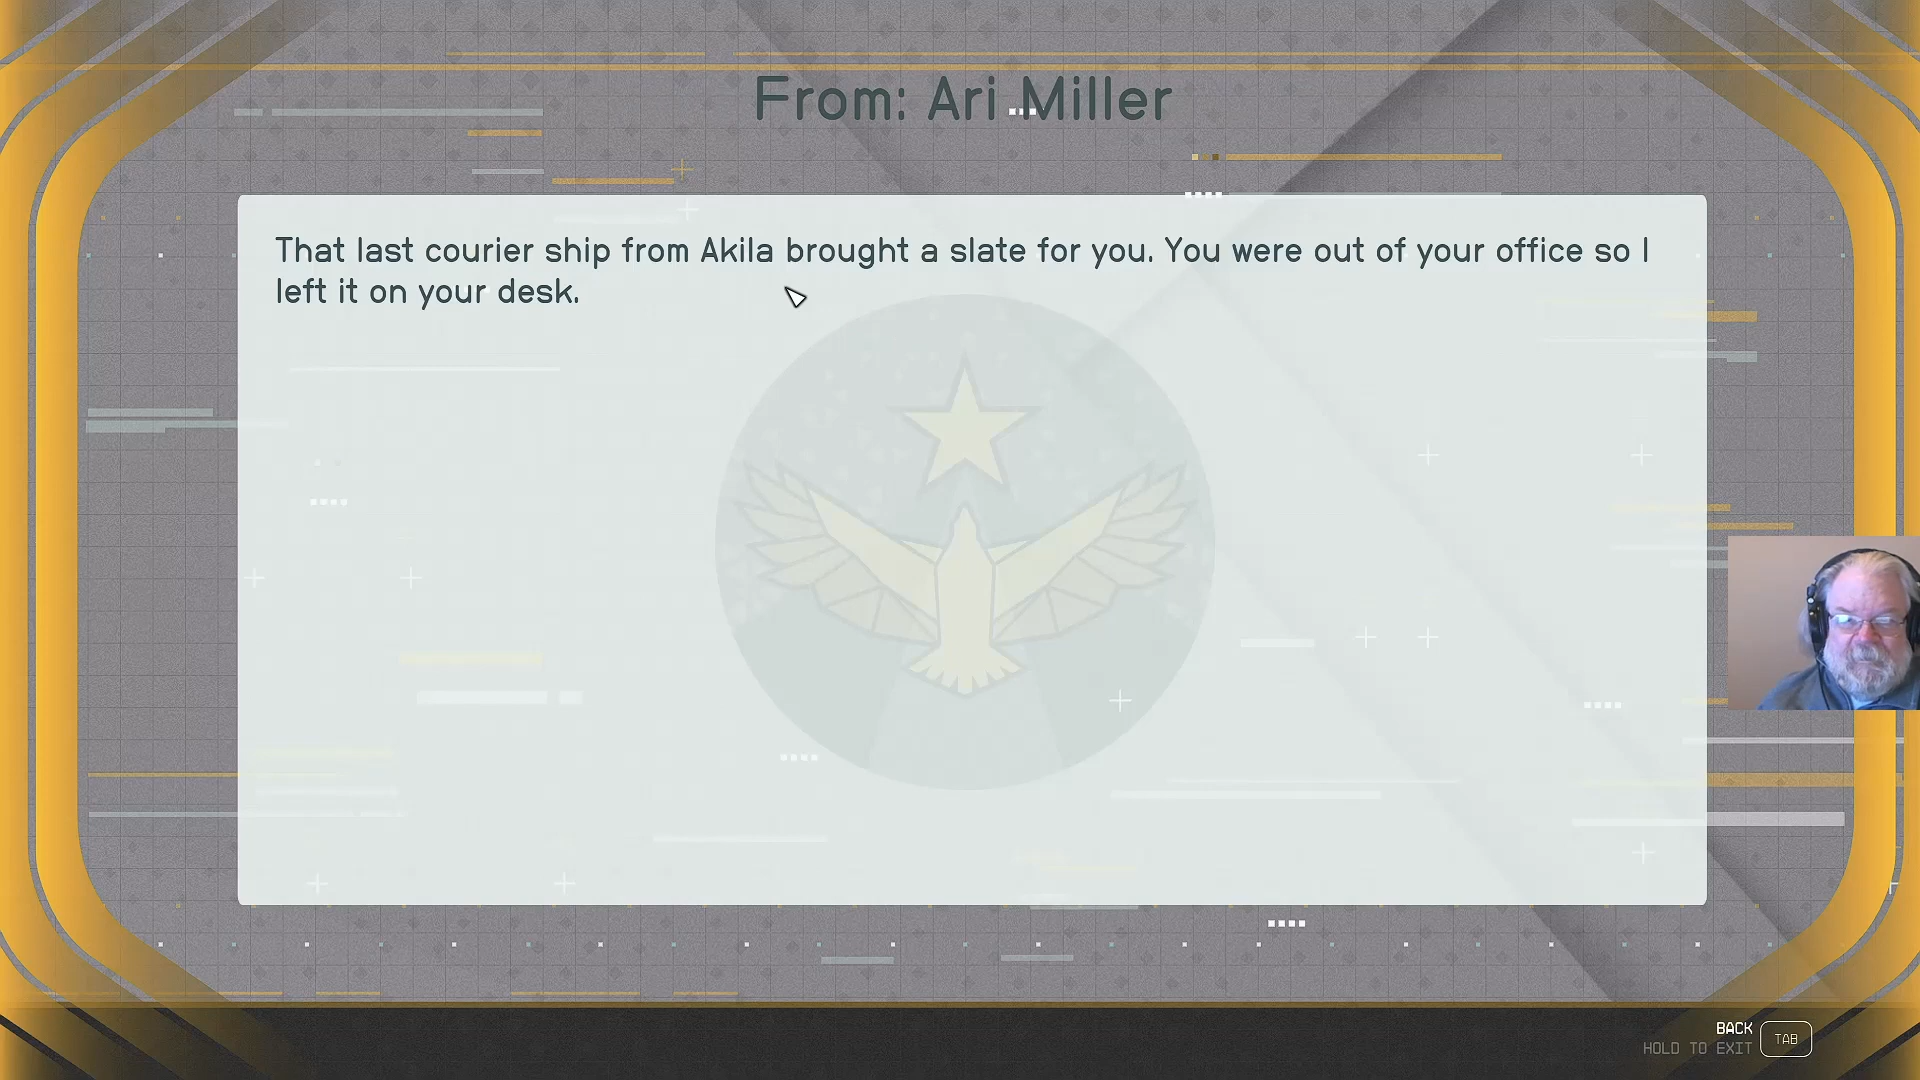 From: Ari Miller
That last courier ship from Akila brought a slate for you. You were out of your office so I
left it on your desk.
BACK
HOLD TO EXIT
TAB